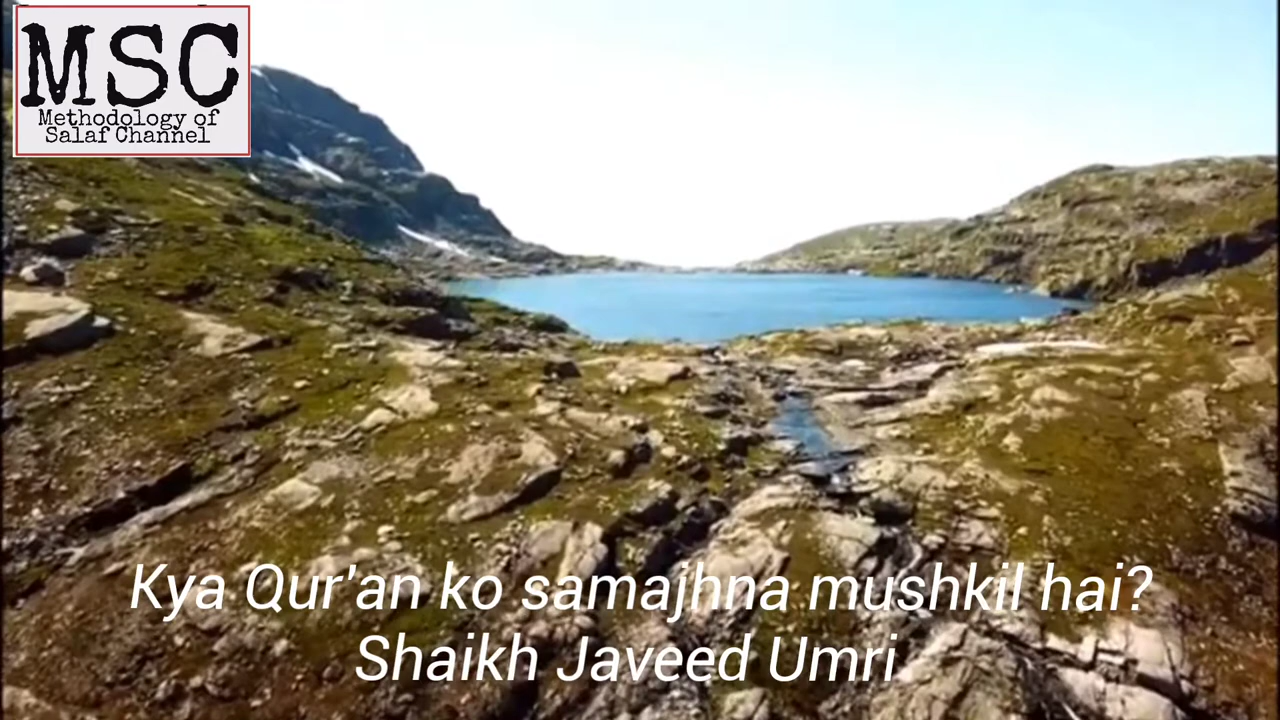 MSC
Methodology of
Salaf Channel
Kya Qur'an ko samajhna mushkil hai?
Shaikh Javeed Umri